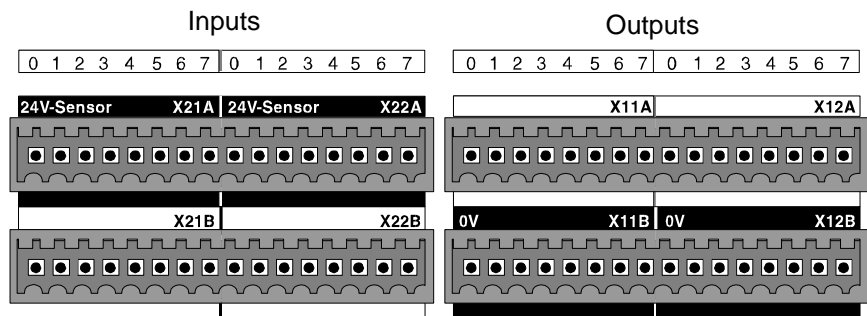 Inputs Outputs
0 1 2 3 4 5 6 7 0 1 2 3 4 5 6 7 0 1 2 3 4 5 6 7 0 1 2 3 4 5 6 7
24V-Sensor X21A 24V-Sensor X22A X11A X12A
X21B X22B 0V X11B 0V X12B